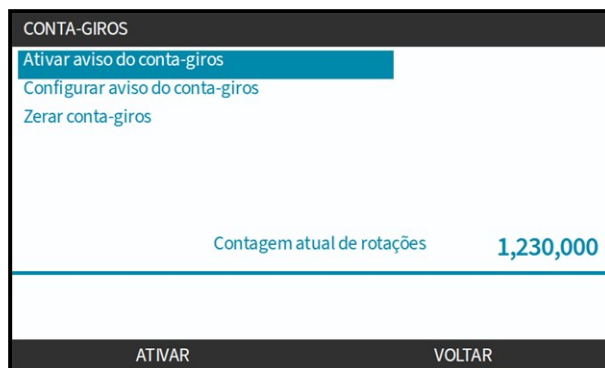 CONTA-GIROS
Ativar aviso do conta-giros
Configurar aviso do conta-giros
Zerar conta-giros
Contagem atual de rotações 1,230,000
ATIVAR VOLTAR